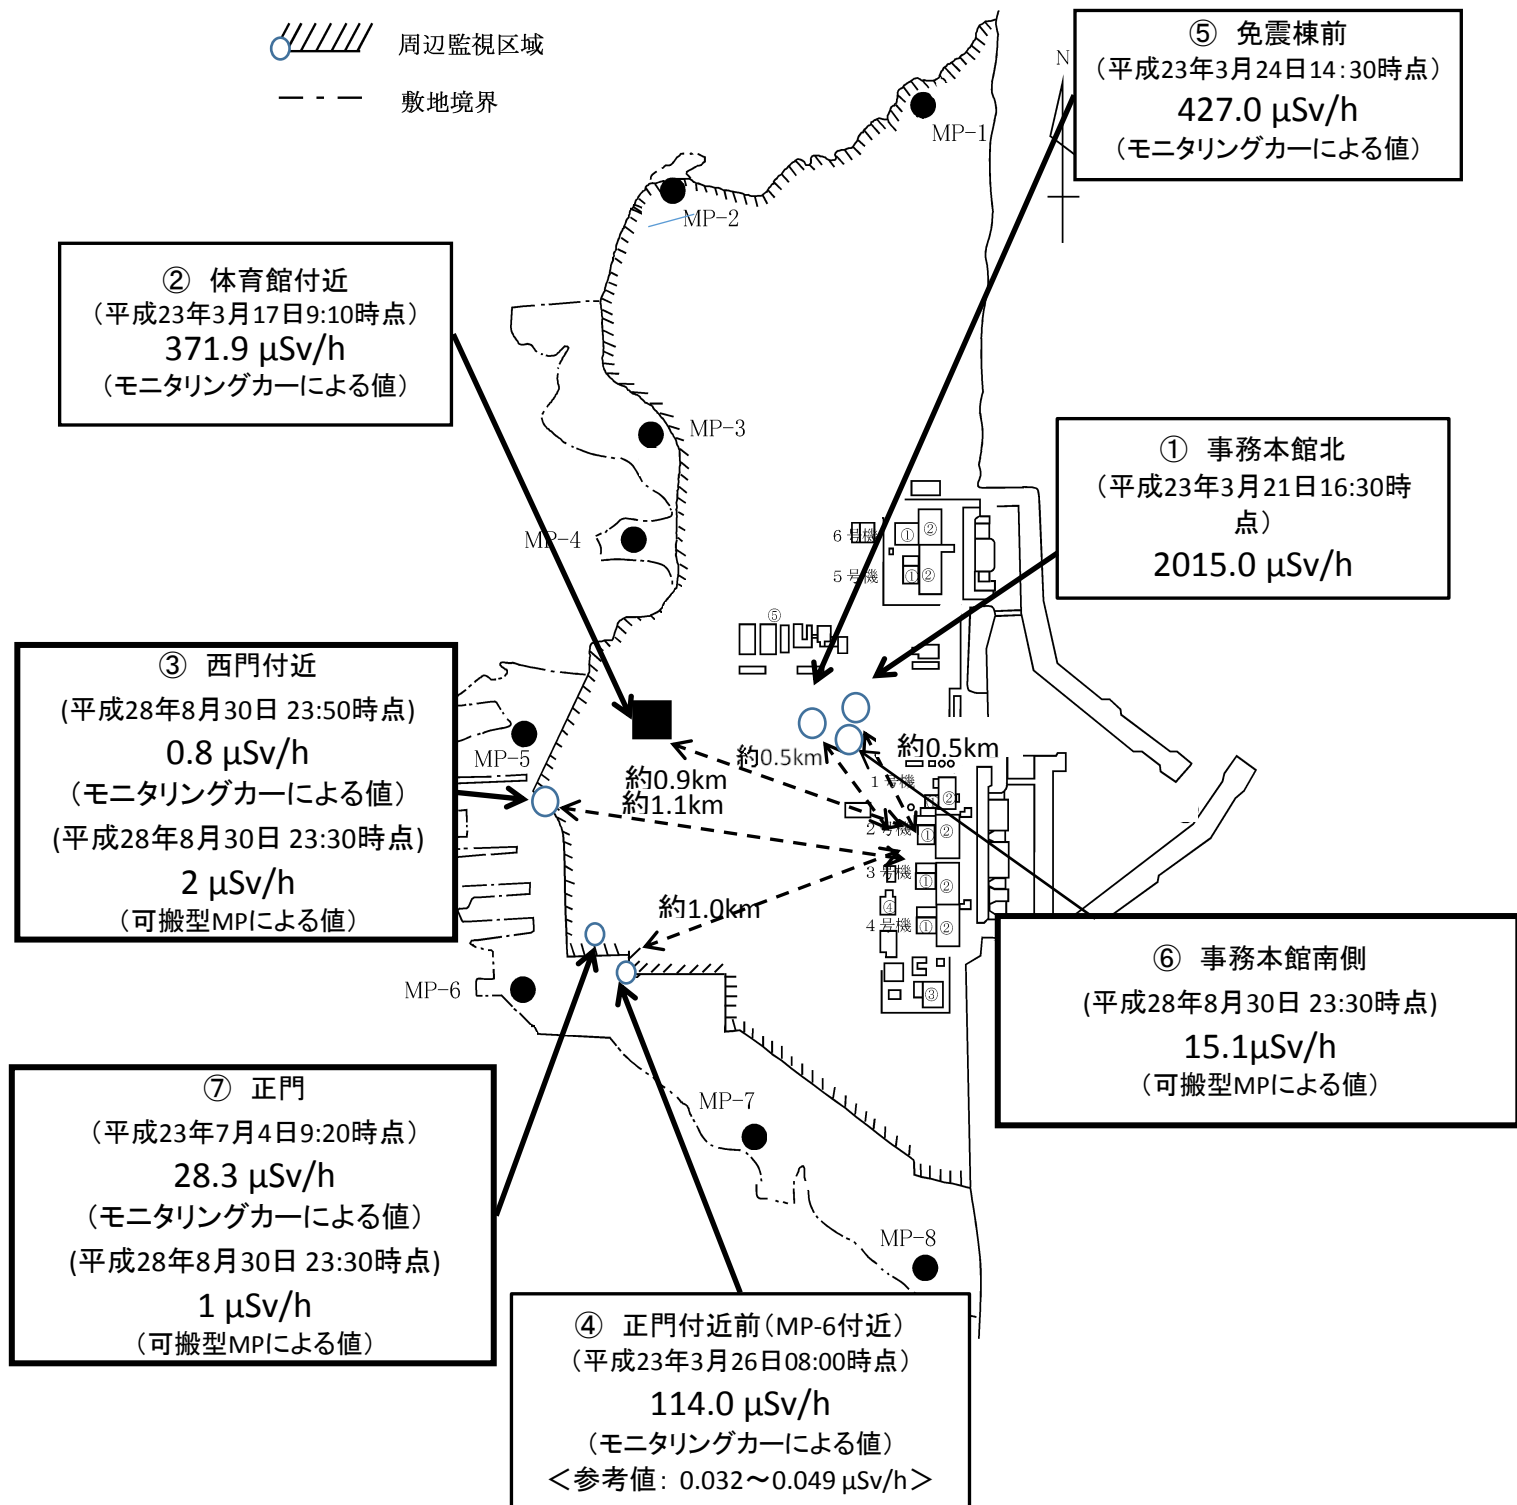 周辺監視区域
敷地境界
⑤ 免震棟前
（平成23年3月24日14:30時点）
427.0 µSv/h
（モニタリングカーによる値）
N
MP-1
MP-2
② 体育館付近
（平成23年3月17日9:10時点）
371.9 µSv/h
（モニタリングカーによる値）
MP-3
① 事務本館北
（平成23年3月21日16:30時
点）
2015.0 µSv/h
MP-4
6号機
① ②
5号機
① ②
⑤
③ 西門付近
(平成28年8月30日 23:50時点)
0.8 µSv/h
（モニタリングカーによる値）
(平成28年8月30日 23:30時点)
2 µSv/h
（可搬型MPによる値）
MP-5
約0.5km
約0.5km
約0.9km
約1.1km
1号機
① ②
2号機
① ②
3号機
① ②
約1.0km
④
4号機
① ②
③
MP-6
⑥ 事務本館南側
(平成28年8月30日 23:30時点)
15.1µSv/h
（可搬型MPによる値）
⑦ 正門
（平成23年7月4日9:20時点）
28.3 µSv/h
（モニタリングカーによる値）
(平成28年8月30日 23:30時点)
1 µSv/h
（可搬型MPによる値）
MP-7
MP-8
④ 正門付近前（MP-6付近）
（平成23年3月26日08:00時点）
114.0 µSv/h
（モニタリングカーによる値）
＜参考値： 0.032～0.049 µSv/h＞